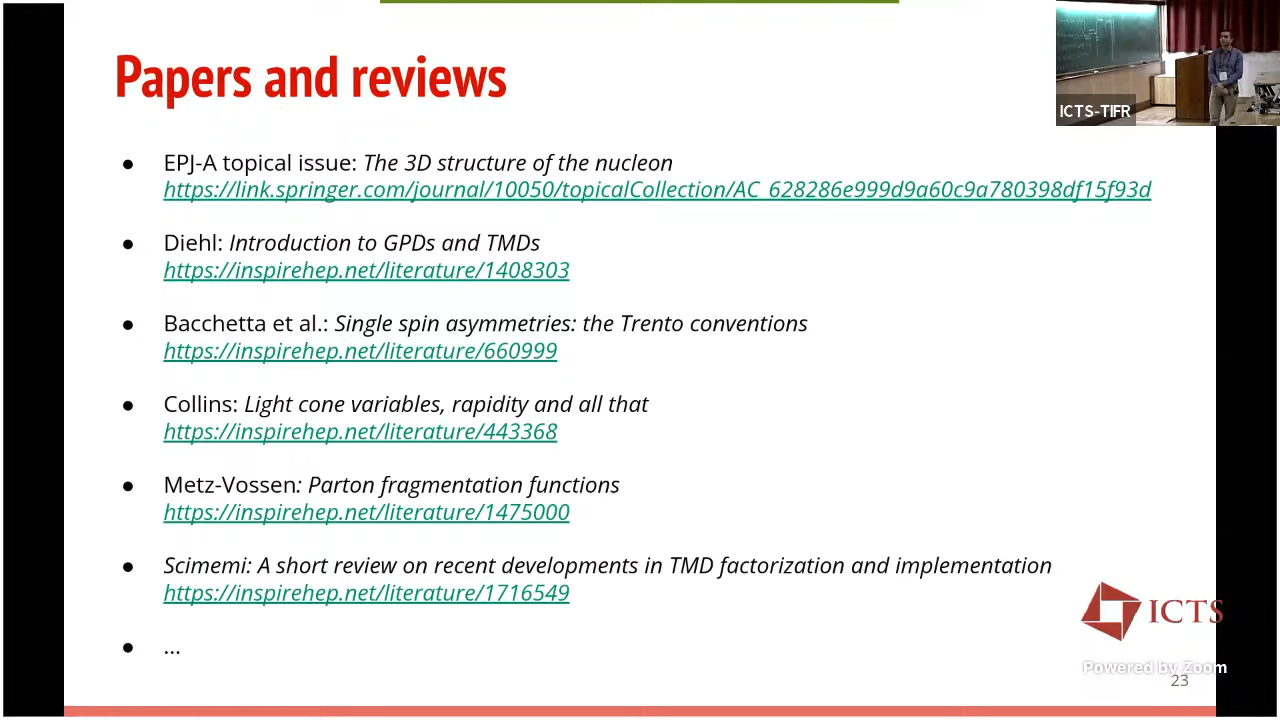 Papers and reviews
ICTS-TIFR
● EPJ-A topical issue: The 3D structure of the nucleon
https://link.springer.com/journal/10050/topicalCollection/AC_628286e999d9a60c9a780398df15f93d
● Diehl: Introduction to GPDs and TMDs
https://inspirehep.net/literature/1408303
● Bacchetta et al.: Single spin asymmetries: the Trento conventions
https://inspirehep.net/literature/660999
● Collins: Light cone variables, rapidity and all that
https://inspirehep.net/literature/443368
● Metz-Vossen: Parton fragmentation functions
https://inspirehep.net/literature/1475000
● Scimemi: A short review on recent developments in TMD factorization and implementation
https://inspirehep.net/literature/1716549
● ...
ICTS
Powered by Zoom
23